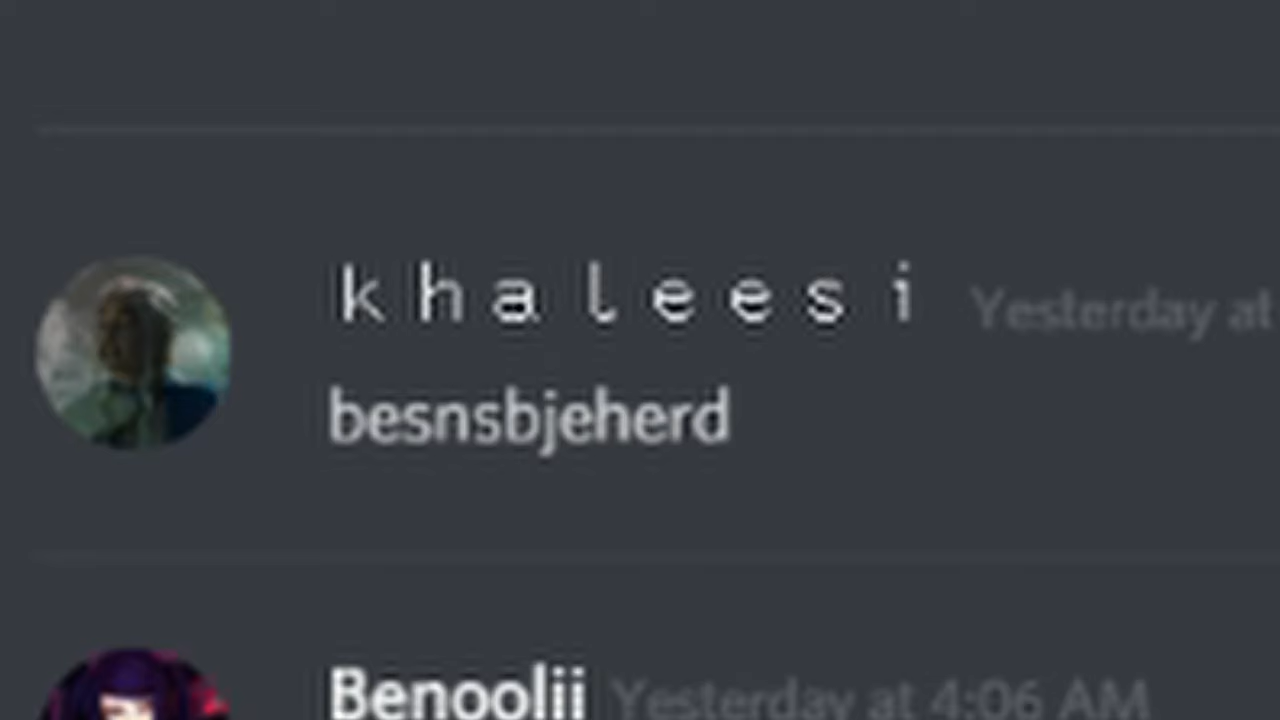 k h a l e e s i Yesterday at
besnsbjeherd
Benoolii Yesterday at 4:06 AM